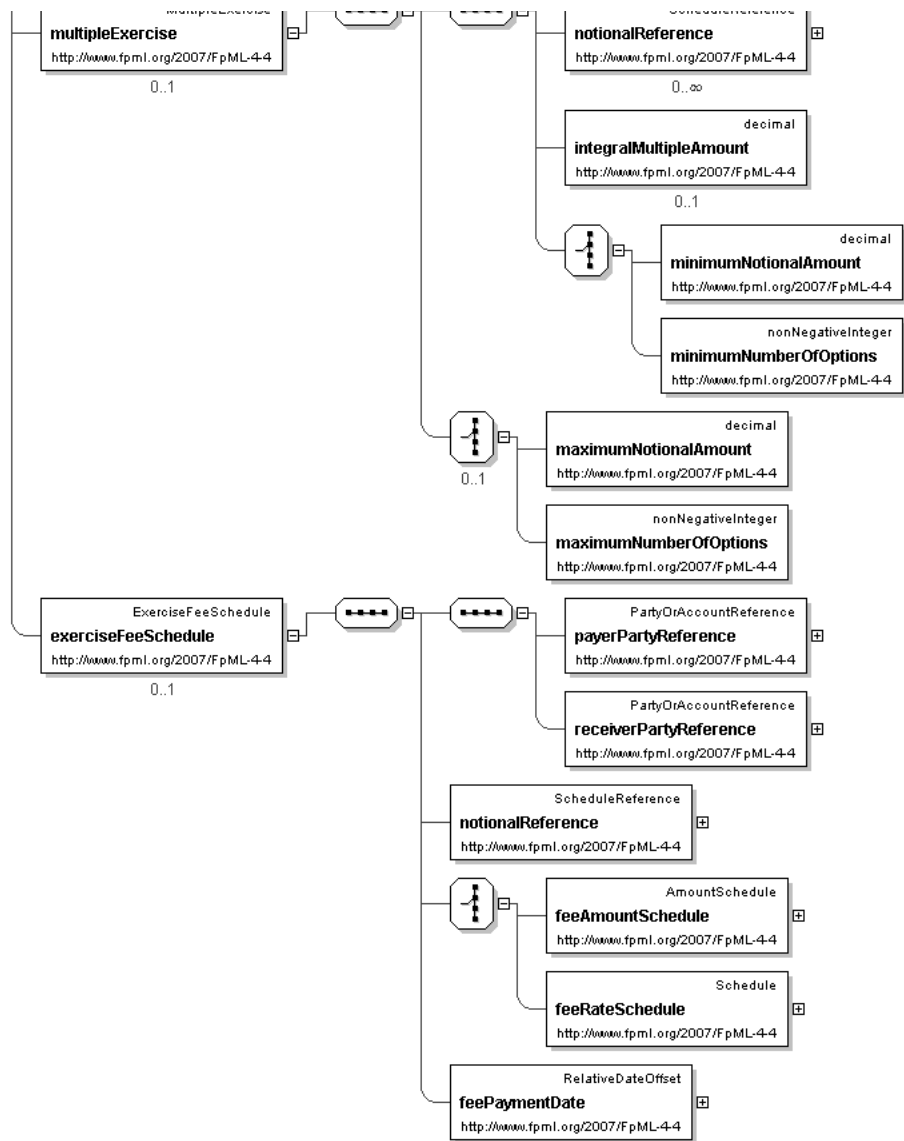 MultipleExercise
multipleExercise
http://www.fpml.org/2007/FpML-4-4
0..1
ScheduleReference
notionalReference
http://www.fpml.org/2007/FpML-4-4
0..∞
decimal
integralMultipleAmount
http://www.fpml.org/2007/FpML-4-4
0..1
decimal
minimumNotionalAmount
http://www.fpml.org/2007/FpML-4-4
nonNegativeInteger
minimumNumberOfOptions
http://www.fpml.org/2007/FpML-4-4
0..1
decimal
maximumNotionalAmount
http://www.fpml.org/2007/FpML-4-4
nonNegativeInteger
maximumNumberOfOptions
http://www.fpml.org/2007/FpML-4-4
ExerciseFeeSchedule
exerciseFeeSchedule
http://www.fpml.org/2007/FpML-4-4
0..1
PartyOrAccountReference
payerPartyReference
http://www.fpml.org/2007/FpML-4-4
PartyOrAccountReference
receiverPartyReference
http://www.fpml.org/2007/FpML-4-4
ScheduleReference
notionalReference
http://www.fpml.org/2007/FpML-4-4
AmountSchedule
feeAmountSchedule
http://www.fpml.org/2007/FpML-4-4
Schedule
feeRateSchedule
http://www.fpml.org/2007/FpML-4-4
RelativeDateOffset
feePaymentDate
http://www.fpml.org/2007/FpML-4-4